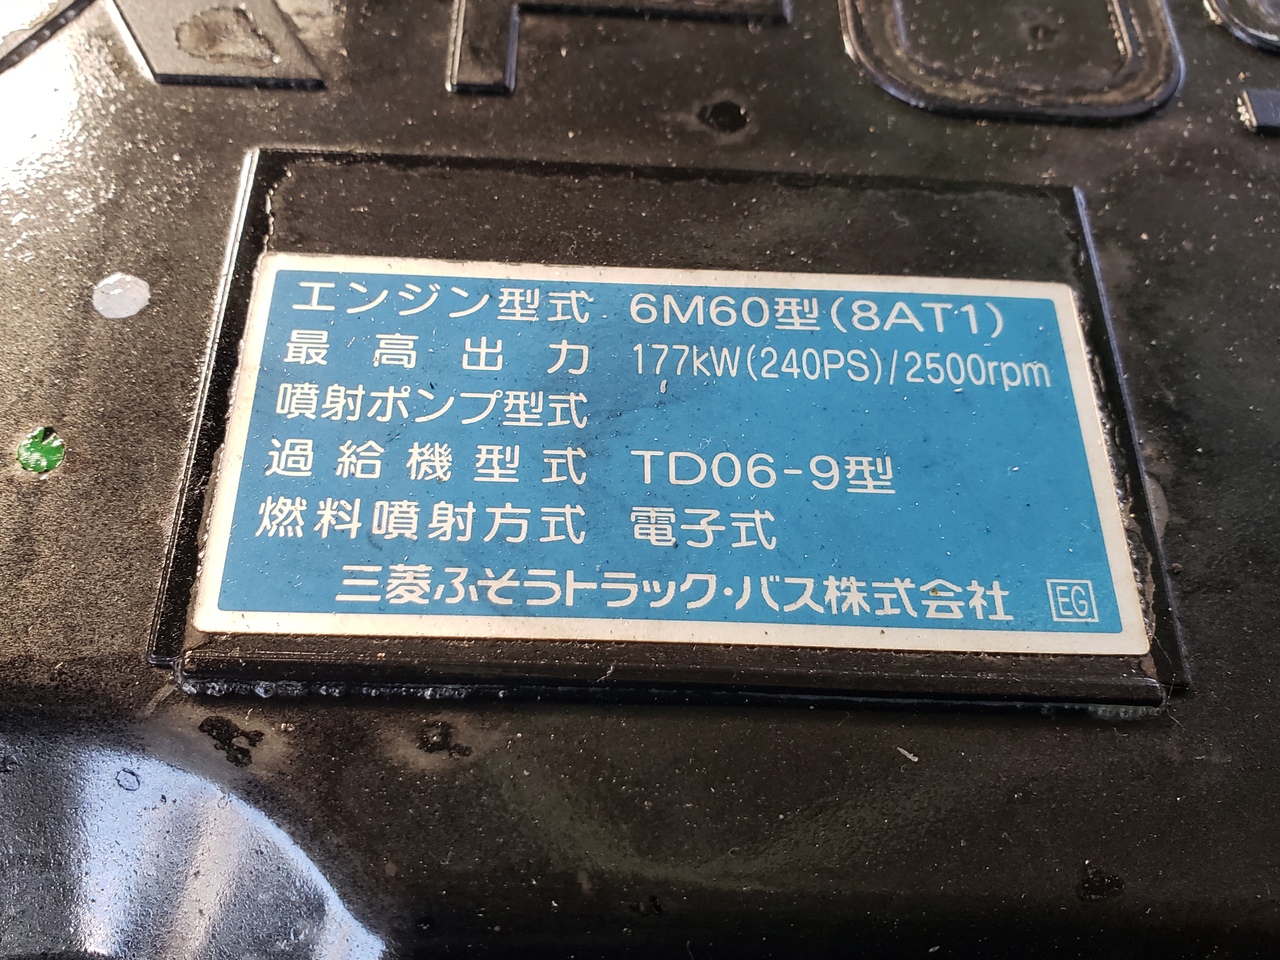 エンジン型式 6M60型(8AT1)
最高出力 177kW(240PS)/2500rpm
噴射ポンプ型式
過給機型式 TD06-9型
燃料噴射方式 電子式
三菱ふそうトラック・バス株式会社 EG